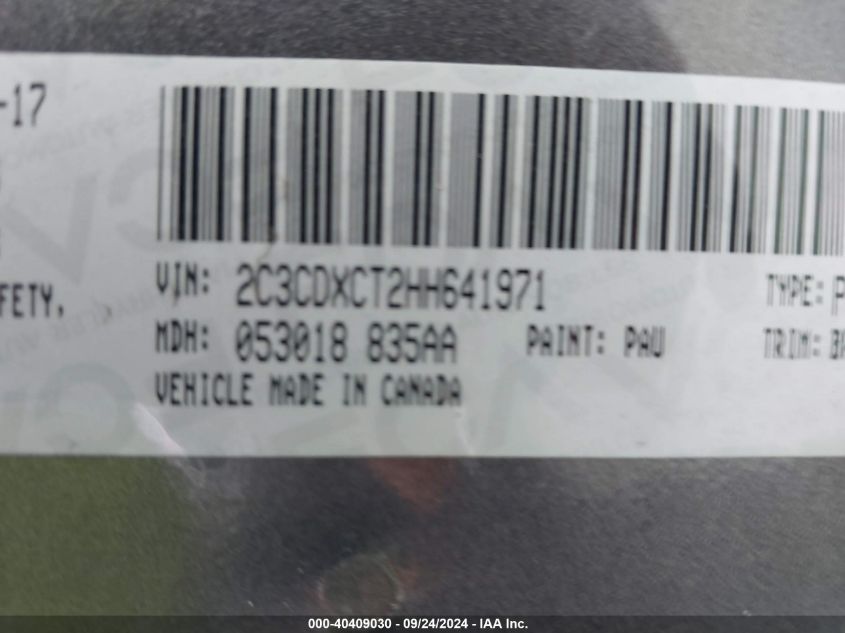 -17
FETY,
VIN: 2C3CDXCT2HH641971
TYPE: P
MDH: 053018 835AA
PAINT: PAU
TRIM:
VEHICLE MADE IN CANADA
000-40409030 - 09/24/2024 - IAA Inc.